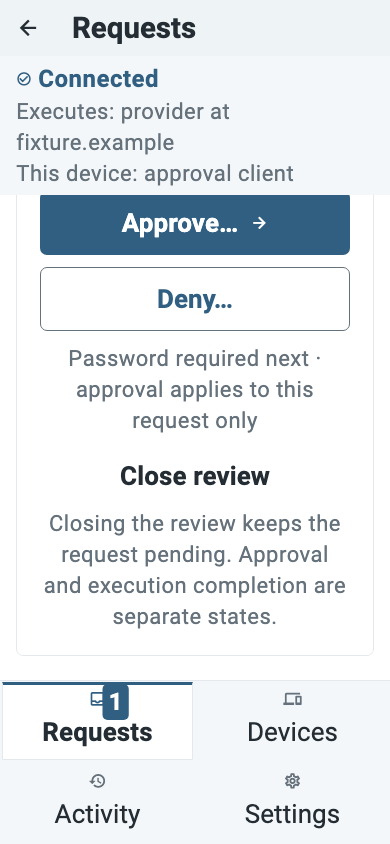 Requests
Connected
Executes: provider at
fixture.example
This device: approval client
Approve…
Deny…
Password required next ·
approval applies to this
request only
Close review
Closing the review keeps the
request pending. Approval
and execution completion are
separate states.
1
Requests
Devices
Activity
Settings